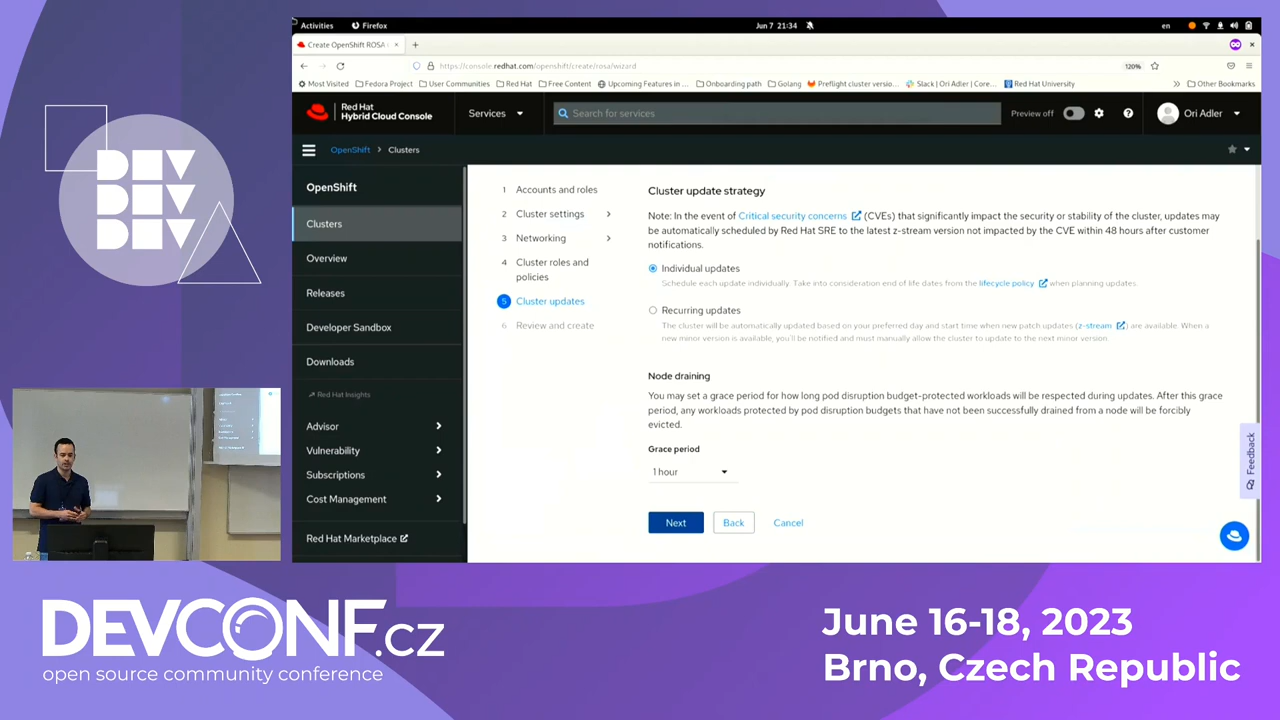 Activities
Firefox
Jun 7 21:34
en
Create OpenShift ROSA
https://console.redhat.com/openshift/create/rosa/wizard
120%
Most Visited
Fedora Project
User Communities
Red Hat
Free Content
Upcoming Features in ...
Onboarding path
Golang
Preflight cluster versio...
Slack | Ori Adler | Core...
Red Hat University
Other Bookmarks
Red Hat
Hybrid Cloud Console
Services
Search for services
Preview off
Ori Adler
OpenShift > Clusters
OpenShift
Clusters
Overview
Releases
Developer Sandbox
Downloads
Red Hat Insights
Advisor
Vulnerability
Subscriptions
Cost Management
Red Hat Marketplace
1 Accounts and roles
2 Cluster settings
3 Networking
4 Cluster roles and
policies
5 Cluster updates
6 Review and create
Cluster update strategy
Note: In the event of Critical security concerns (CVEs) that significantly impact the security or stability of the cluster, updates may
be automatically scheduled by Red Hat SRE to the latest z-stream version not impacted by the CVE within 48 hours after customer
notifications.
Individual updates
Schedule each update individually. Take into consideration end of life dates from the lifecycle policy when planning updates.
Recurring updates
The cluster will be automatically updated based on your preferred day and start time when new patch updates (z-stream) are available. When a
new minor version is available, you'll be notified and must manually allow the cluster to update to the next minor version.
Node draining
You may set a grace period for how long pod disruption budget-protected workloads will be respected during updates. After this grace
period, any workloads protected by pod disruption budgets that have not been successfully drained from a node will be forcibly
evicted.
Grace period
1 hour
Next
Back
Cancel
Feedback
DEV
DEV
DEV
DEVCONF.cz
open source community conference
June 16-18, 2023
Brno, Czech Republic